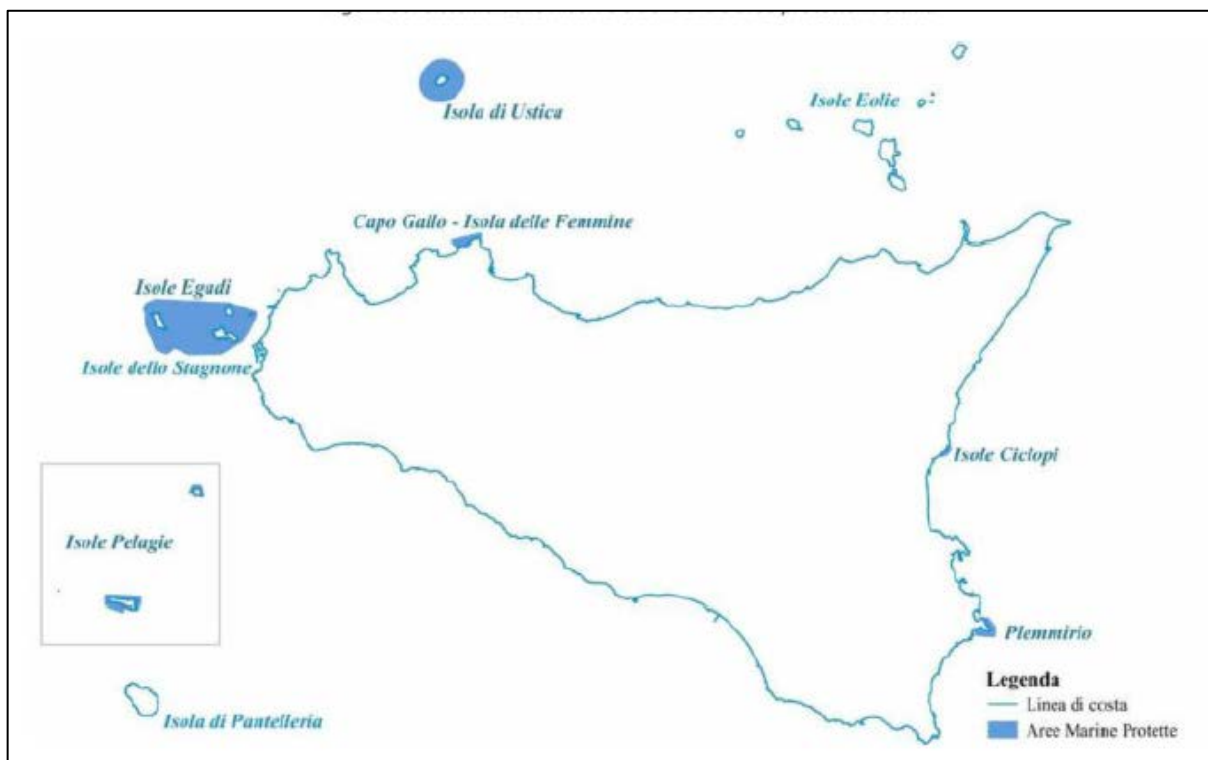 Isole Eolie
Isola di Ustica
Capo Gallo - Isola delle Femmine
Isole Egadi
Isole dello Stagnone
Isole Ciclopi
Isole Pelagie
Plemmirio
Legenda
Linea di costa
Aree Marine Protette
Isola di Pantelleria